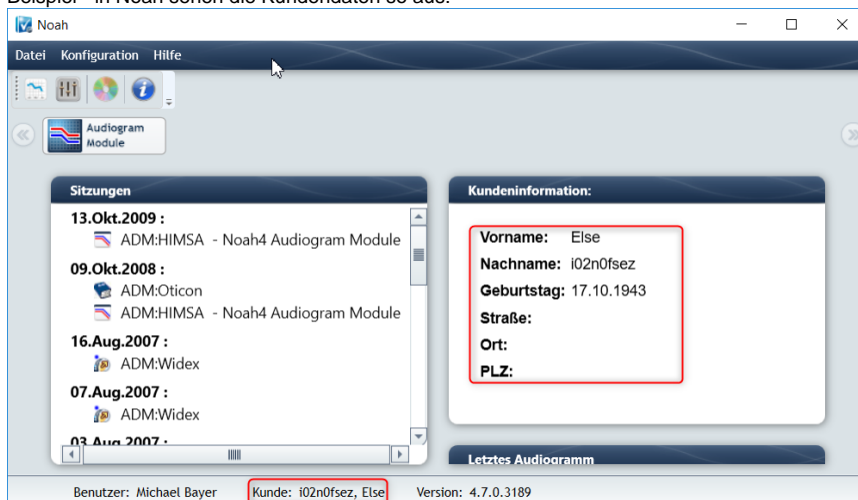 Beispiel - in Noah sehen die Kundendaten so aus:
Noah
Datei Konfiguration Hilfe
Audiogram
Module
Sitzungen
13.Okt.2009 :
ADM:HIMSA - Noah4 Audiogram Module
09.Okt.2008 :
ADM:Oticon
ADM:HIMSA - Noah4 Audiogram Module
16.Aug.2007 :
ADM:Widex
07.Aug.2007 :
ADM:Widex
03.Aug.2007 :
Kundeninformation:
Vorname: Else
Nachname: i02n0fsez
Geburtstag: 17.10.1943
Straße:
Ort:
PLZ:
Letztes Audiogramm
Benutzer: Michael Bayer Kunde: i02n0fsez, Else Version: 4.7.0.3189